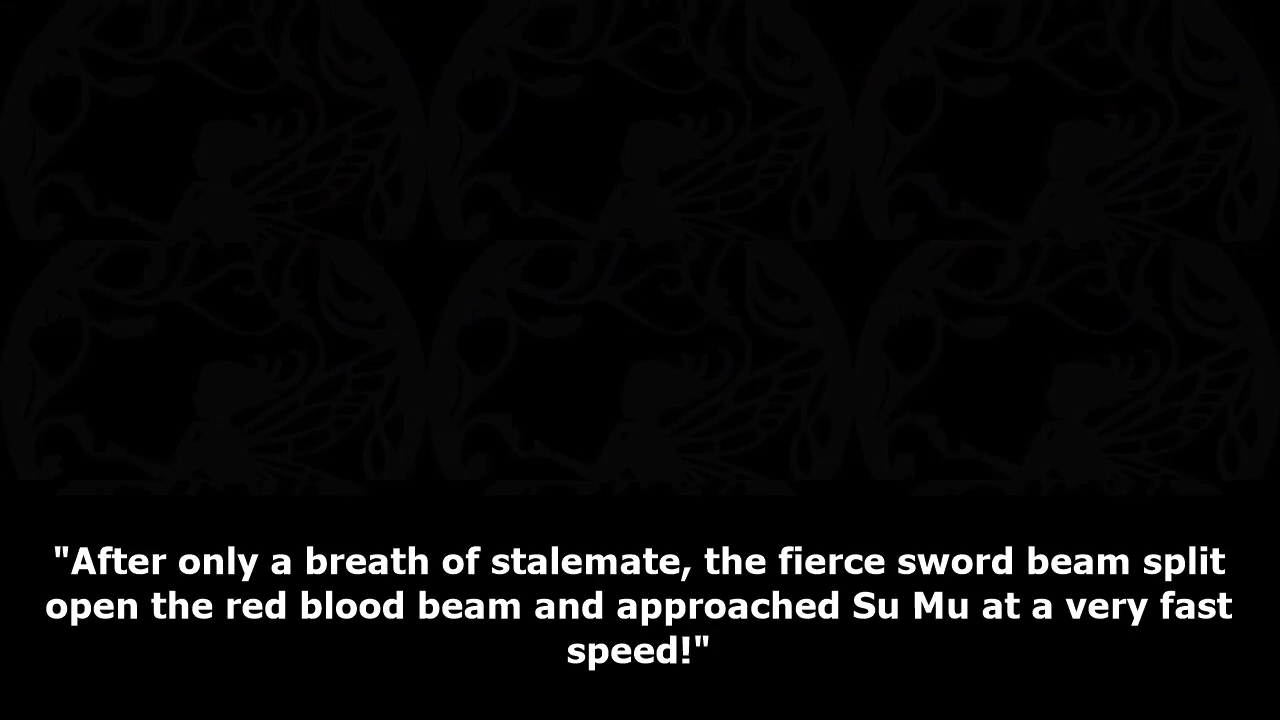 "After only a breath of stalemate, the fierce sword beam split
open the red blood beam and approached Su Mu at a very fast
speed!"